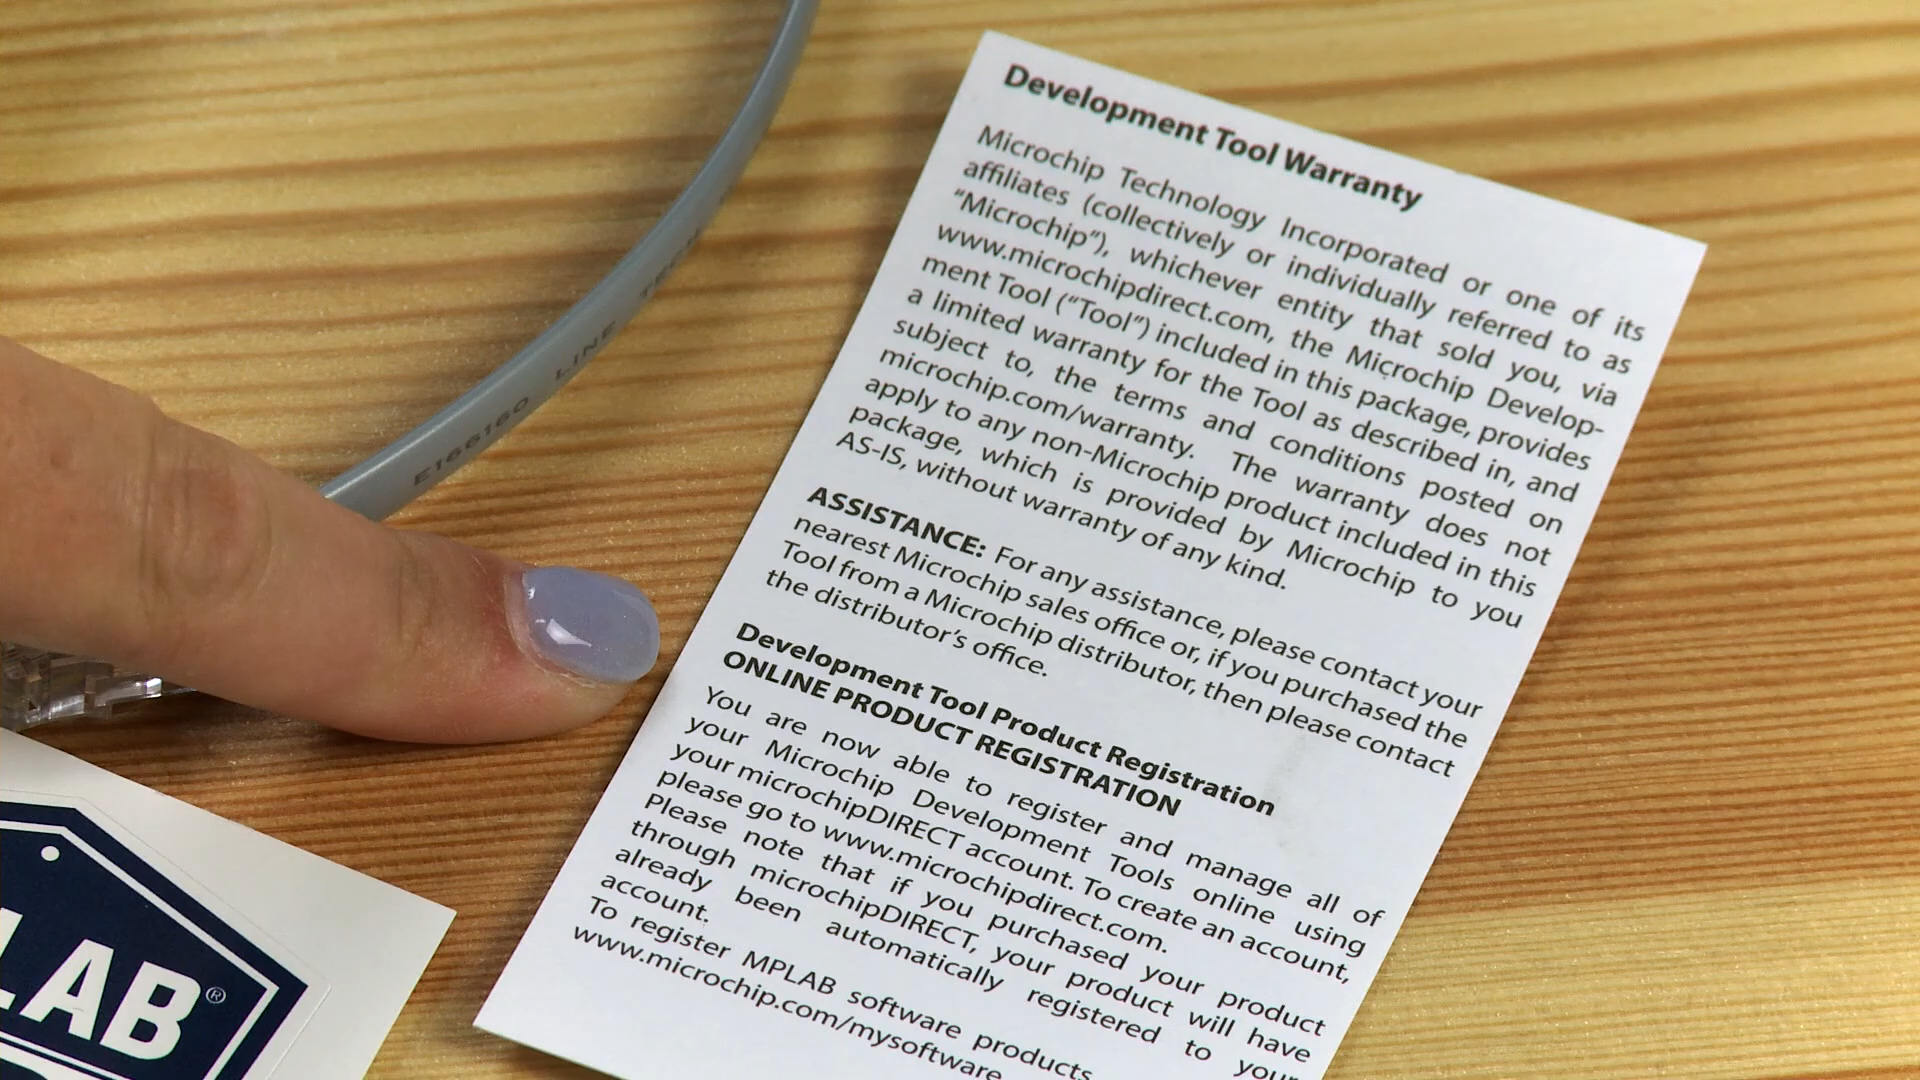 Development Tool Warranty
Microchip Technology Incorporated or one of its
affiliates (collectively or individually referred to as
“Microchip”), whichever entity that sold you, via
www.microchipdirect.com, the Microchip Develop-
ment Tool (“Tool”) included in this package, provides
a limited warranty for the Tool as described in, and
subject to, the terms and conditions posted on
microchip.com/warranty. The warranty does not
apply to any non-Microchip product included in this
package, which is provided by Microchip to you
AS-IS, without warranty of any kind.
ASSISTANCE: For any assistance, please contact your
nearest Microchip sales office or, if you purchased the
Tool from a Microchip distributor, then please contact
the distributor’s office.
Development Tool Product Registration
ONLINE PRODUCT REGISTRATION
You are now able to register and manage all of
your Microchip Development Tools online using
your microchipDIRECT account. To create an account,
please go to www.microchipdirect.com.
Please note that if you purchased your product
through microchipDIRECT, your product will have
already been automatically registered to your
account.
To register MPLAB software products
www.microchip.com/mysoftware
E166160 LINE TECH
LAB®